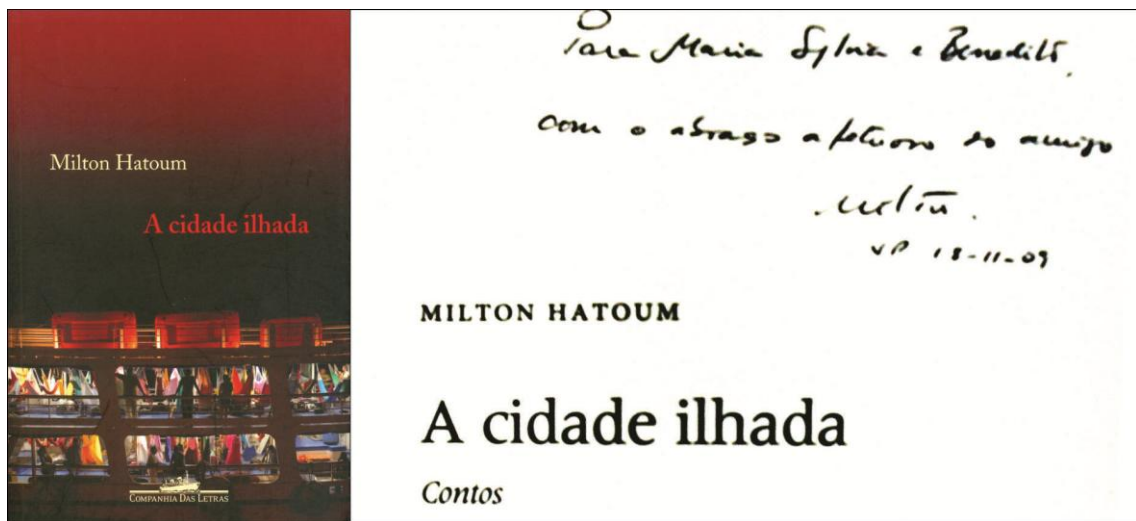 Milton Hatoum
A cidade ilhada
COMPANHIA DAS LETRAS
Para Maria Sylvia e Benedito,
com o abraço afetuoso do amigo
Milton.
VP 18-11-09
MILTON HATOUM
A cidade ilhada
Contos